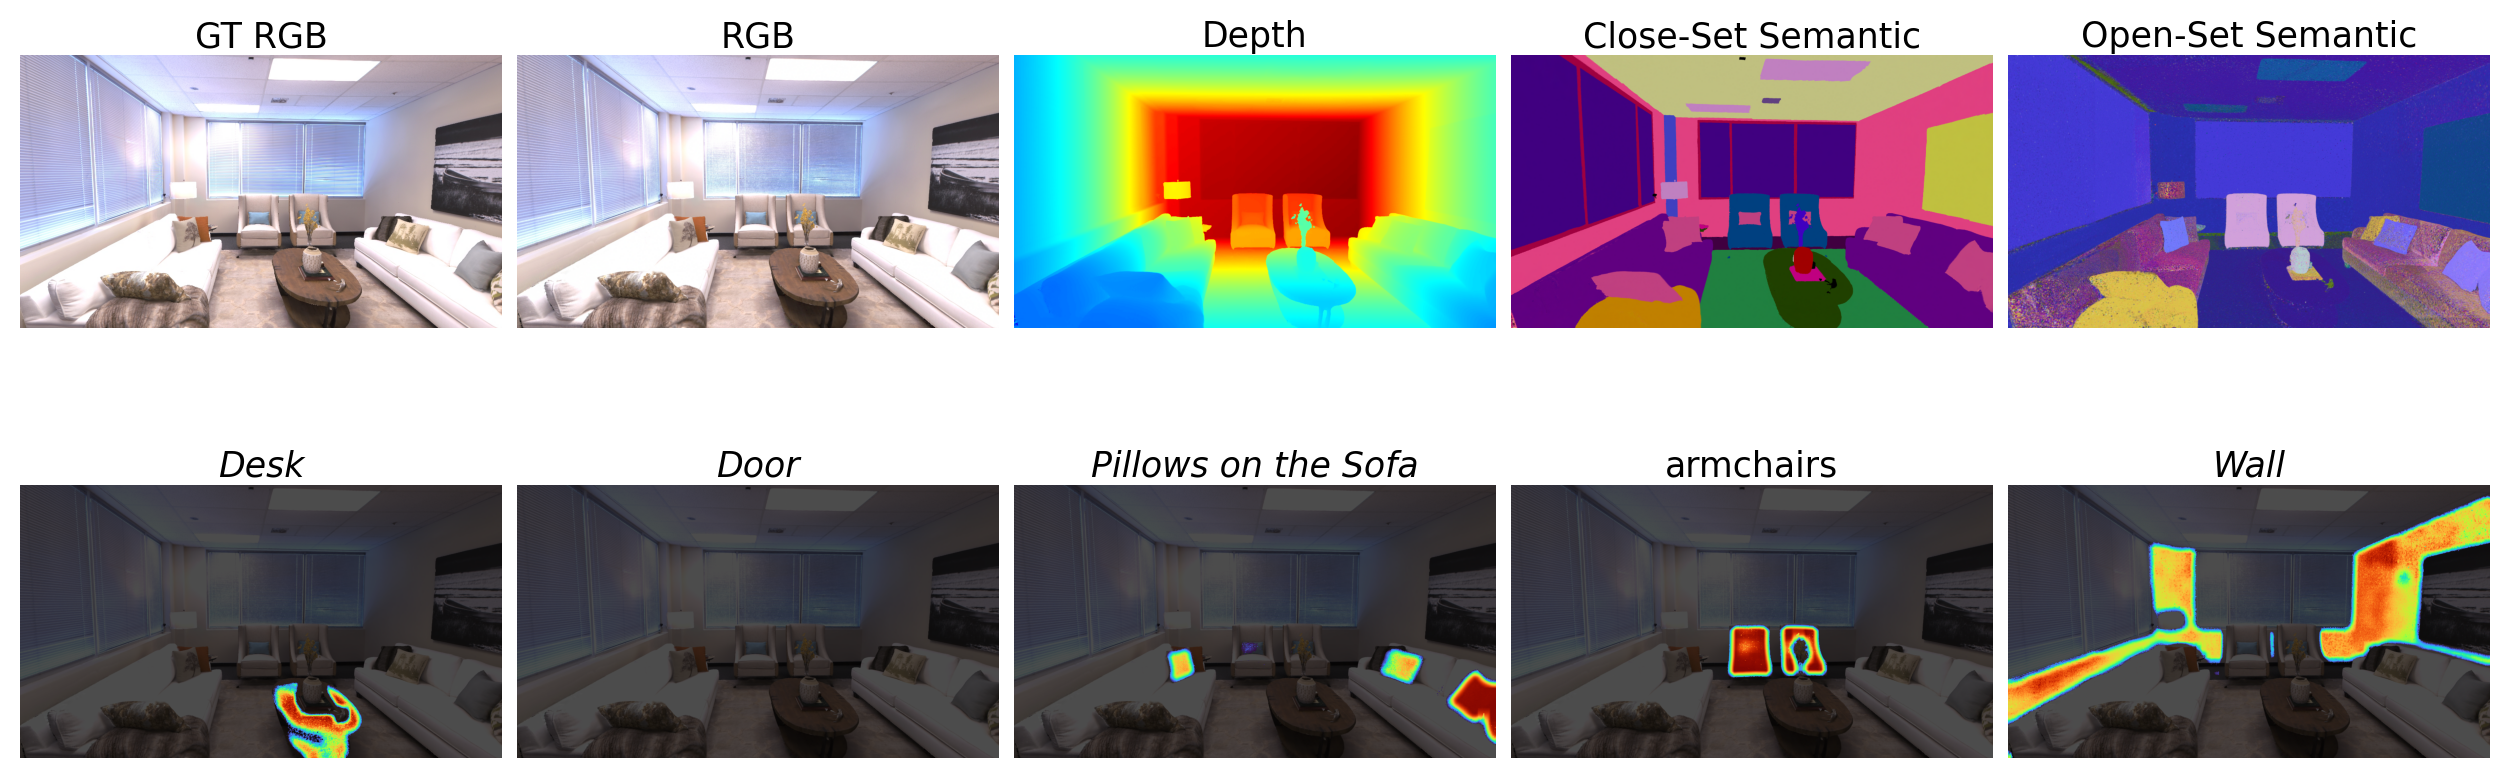 GT RGB
RGB
Depth
Close-Set Semantic
Open-Set Semantic
Desk
Door
Pillows on the Sofa
armchairs
Wall